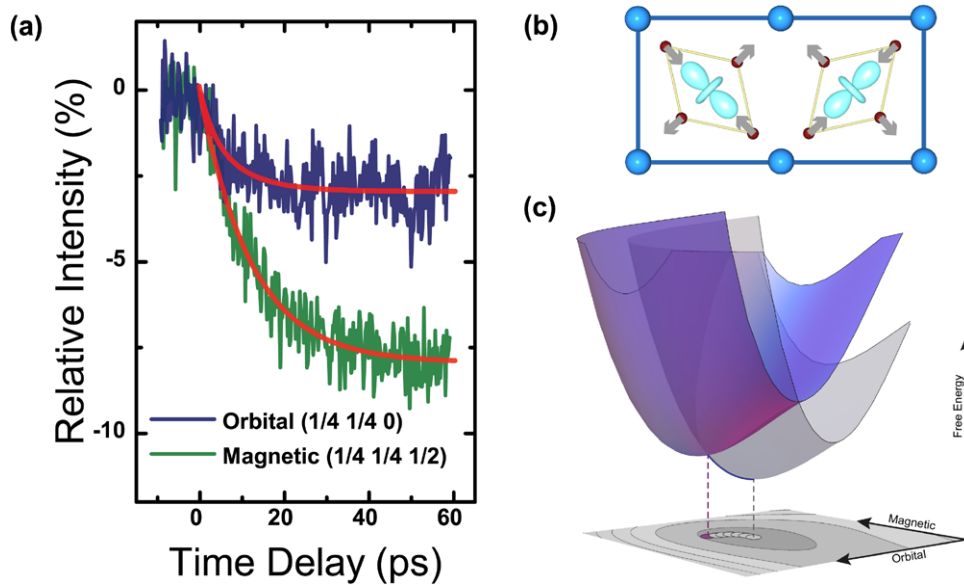 (a)
Relative Intensity (%)
0
-5
-10
Orbital (1/4 1/4 0)
Magnetic (1/4 1/4 1/2)
0
20
40
60
Time Delay (ps)
(b)
(c)
Free Energy
Magnetic
Orbital